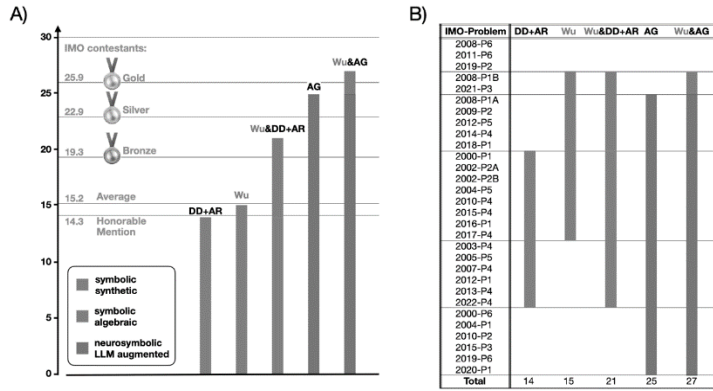 A)
30
25
20
15
10
5
0
IMO contestants:
25.9 Gold
22.9 Silver
19.3 Bronze
15.2 Average
14.3 Honorable
Mention
DD+AR
Wu
Wu&DD+AR
AG
Wu&AG
symbolic
synthetic
symbolic
algebraic
neurosymbolic
LLM augmented
B)
IMO-Problem DD+AR Wu Wu&DD+AR AG Wu&AG
2008-P6
2011-P6
2019-P2
2008-P1B
2021-P3
2008-P1A
2009-P2
2012-P5
2014-P4
2018-P1
2000-P1
2002-P2A
2002-P2B
2004-P5
2010-P4
2015-P4
2016-P1
2017-P4
2003-P4
2005-P5
2007-P4
2012-P1
2013-P4
2022-P4
2000-P6
2004-P1
2010-P2
2015-P3
2019-P6
2020-P1
Total 14 15 21 25 27